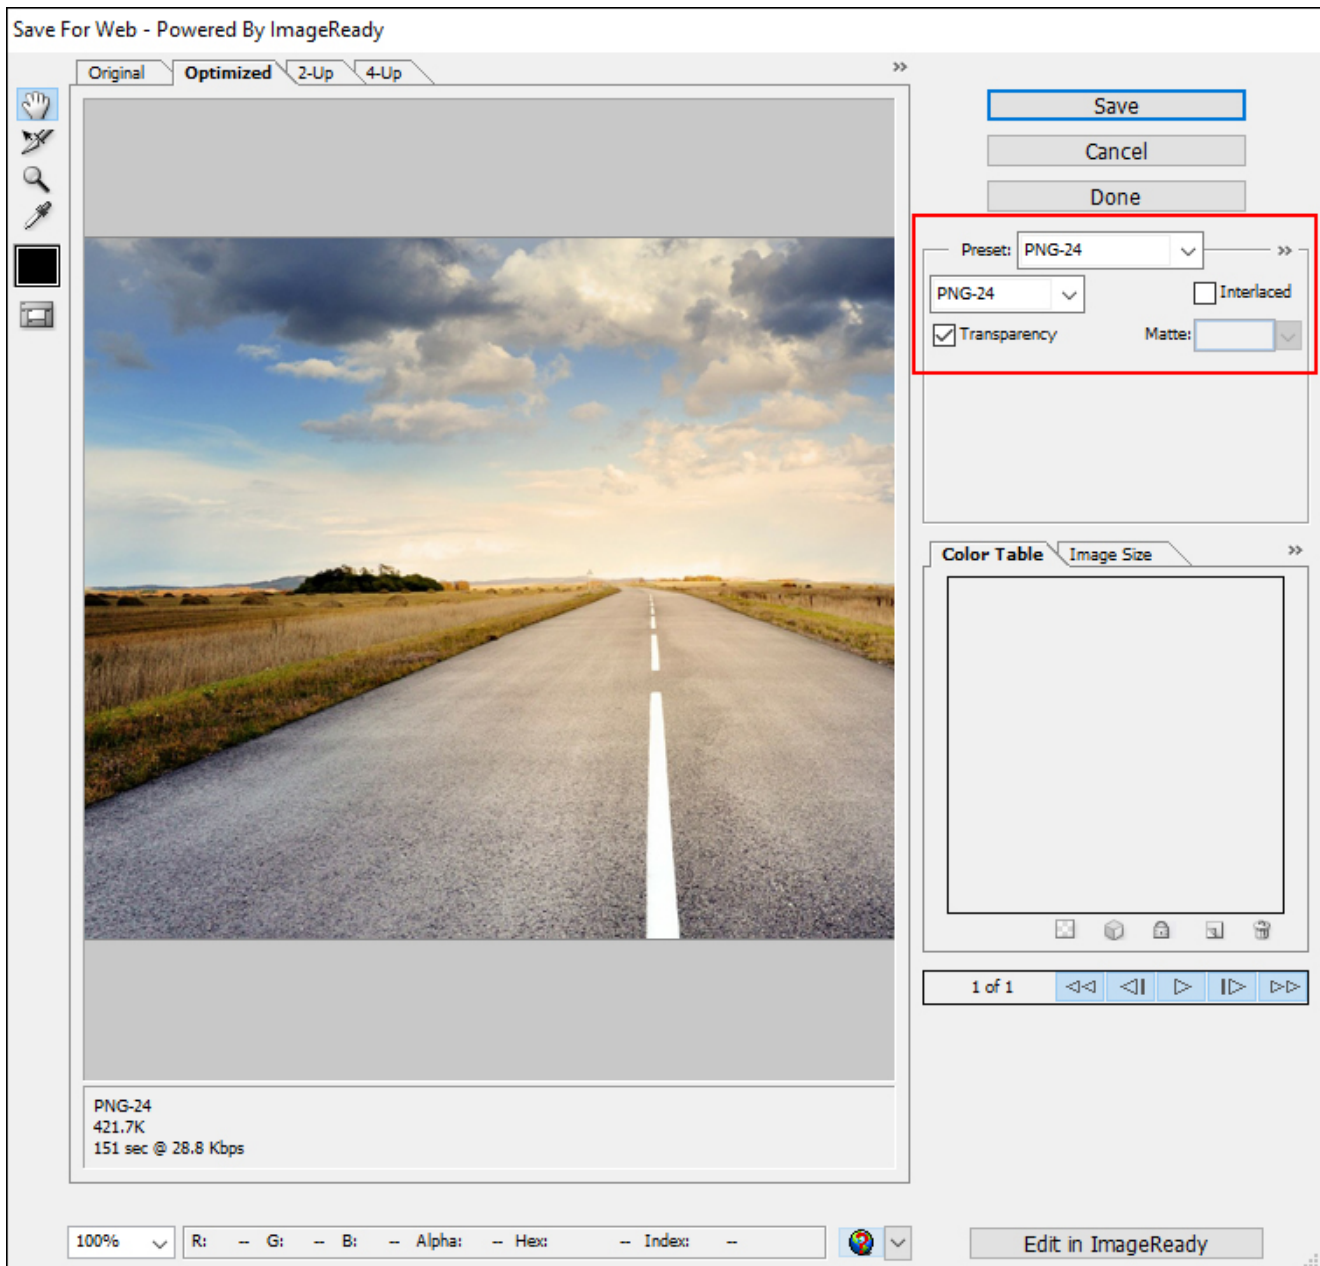 Save For Web - Powered By ImageReady
Original Optimized 2-Up 4-Up
Save
Cancel
Done
Preset: PNG-24
PNG-24 Interlaced
Transparency Matte:
Color Table Image Size
1 of 1
PNG-24
421.7K
151 sec @ 28.8 Kbps
100% R: -- G: -- B: -- Alpha: -- Hex: -- Index: --
Edit in ImageReady